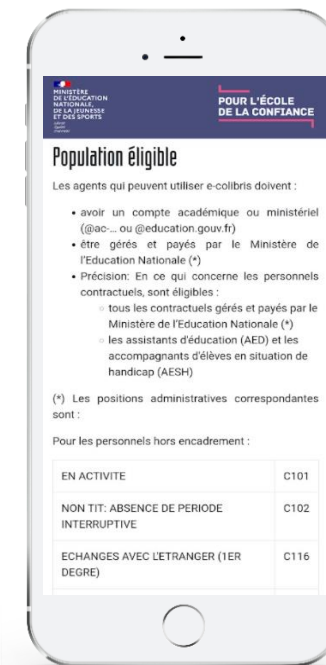 MINISTÈRE
DE L'ÉDUCATION
NATIONALE,
DE LA JEUNESSE
ET DES SPORTS
POUR L'ÉCOLE
DE LA CONFIANCE
Population éligible
Les agents qui peuvent utiliser e-colibris doivent :
• avoir un compte académique ou ministériel
(@ac-... ou @education.gouv.fr)
• être gérés et payés par le Ministère de
l'Education Nationale (*)
• Précision: En ce qui concerne les personnels
contractuels, sont éligibles :
◦ tous les contractuels gérés et payés par le
Ministère de l'Education Nationale (*)
◦ les assistants d'éducation (AED) et les
accompagnants d'élèves en situation de
handicap (AESH)
(*) Les positions administratives correspondantes
sont :
Pour les personnels hors encadrement :
EN ACTIVITE C101
NON TIT: ABSENCE DE PERIODE
INTERRUPTIVE C102
ECHANGES AVEC L'ETRANGER (1ER
DEGRE) C116